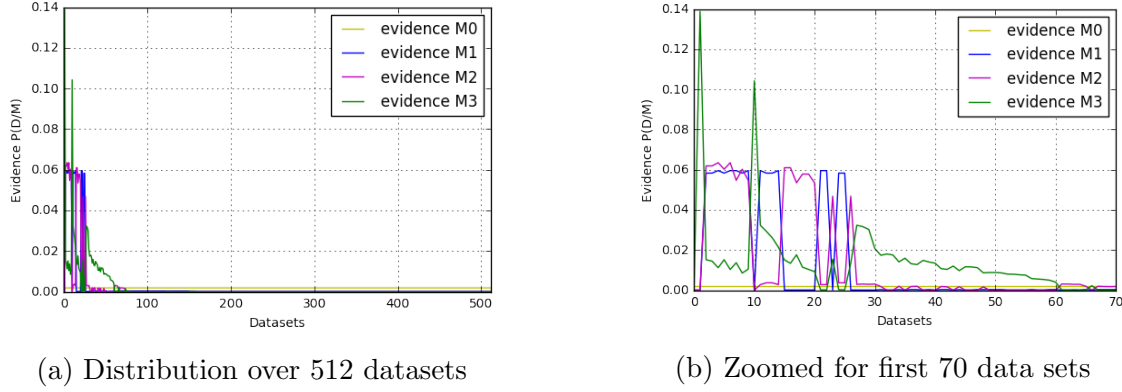 0.14
0.12
0.10
0.08
0.06
0.04
0.02
0.00
Evidence P(D/M)
0 100 200 300 400 500
Datasets
evidence M0
evidence M1
evidence M2
evidence M3
(a) Distribution over 512 datasets
0.14
0.12
0.10
0.08
0.06
0.04
0.02
0.00
Evidence P(D/M)
0 10 20 30 40 50 60 70
Datasets
evidence M0
evidence M1
evidence M2
evidence M3
(b) Zoomed for first 70 data sets